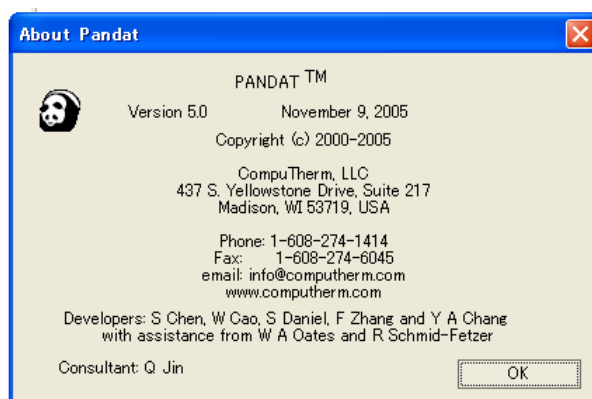 About Pandat
PANDAT TM
Version 5.0 November 9, 2005
Copyright (c) 2000-2005
CompuTherm, LLC
437 S. Yellowstone Drive, Suite 217
Madison, WI 53719, USA
Phone: 1-608-274-1414
Fax: 1-608-274-6045
email: info@computherm.com
www.computherm.com
Developers: S Chen, W Cao, S Daniel, F Zhang and Y A Chang
with assistance from W A Oates and R Schmid-Fetzer
Consultant: Q Jin
OK